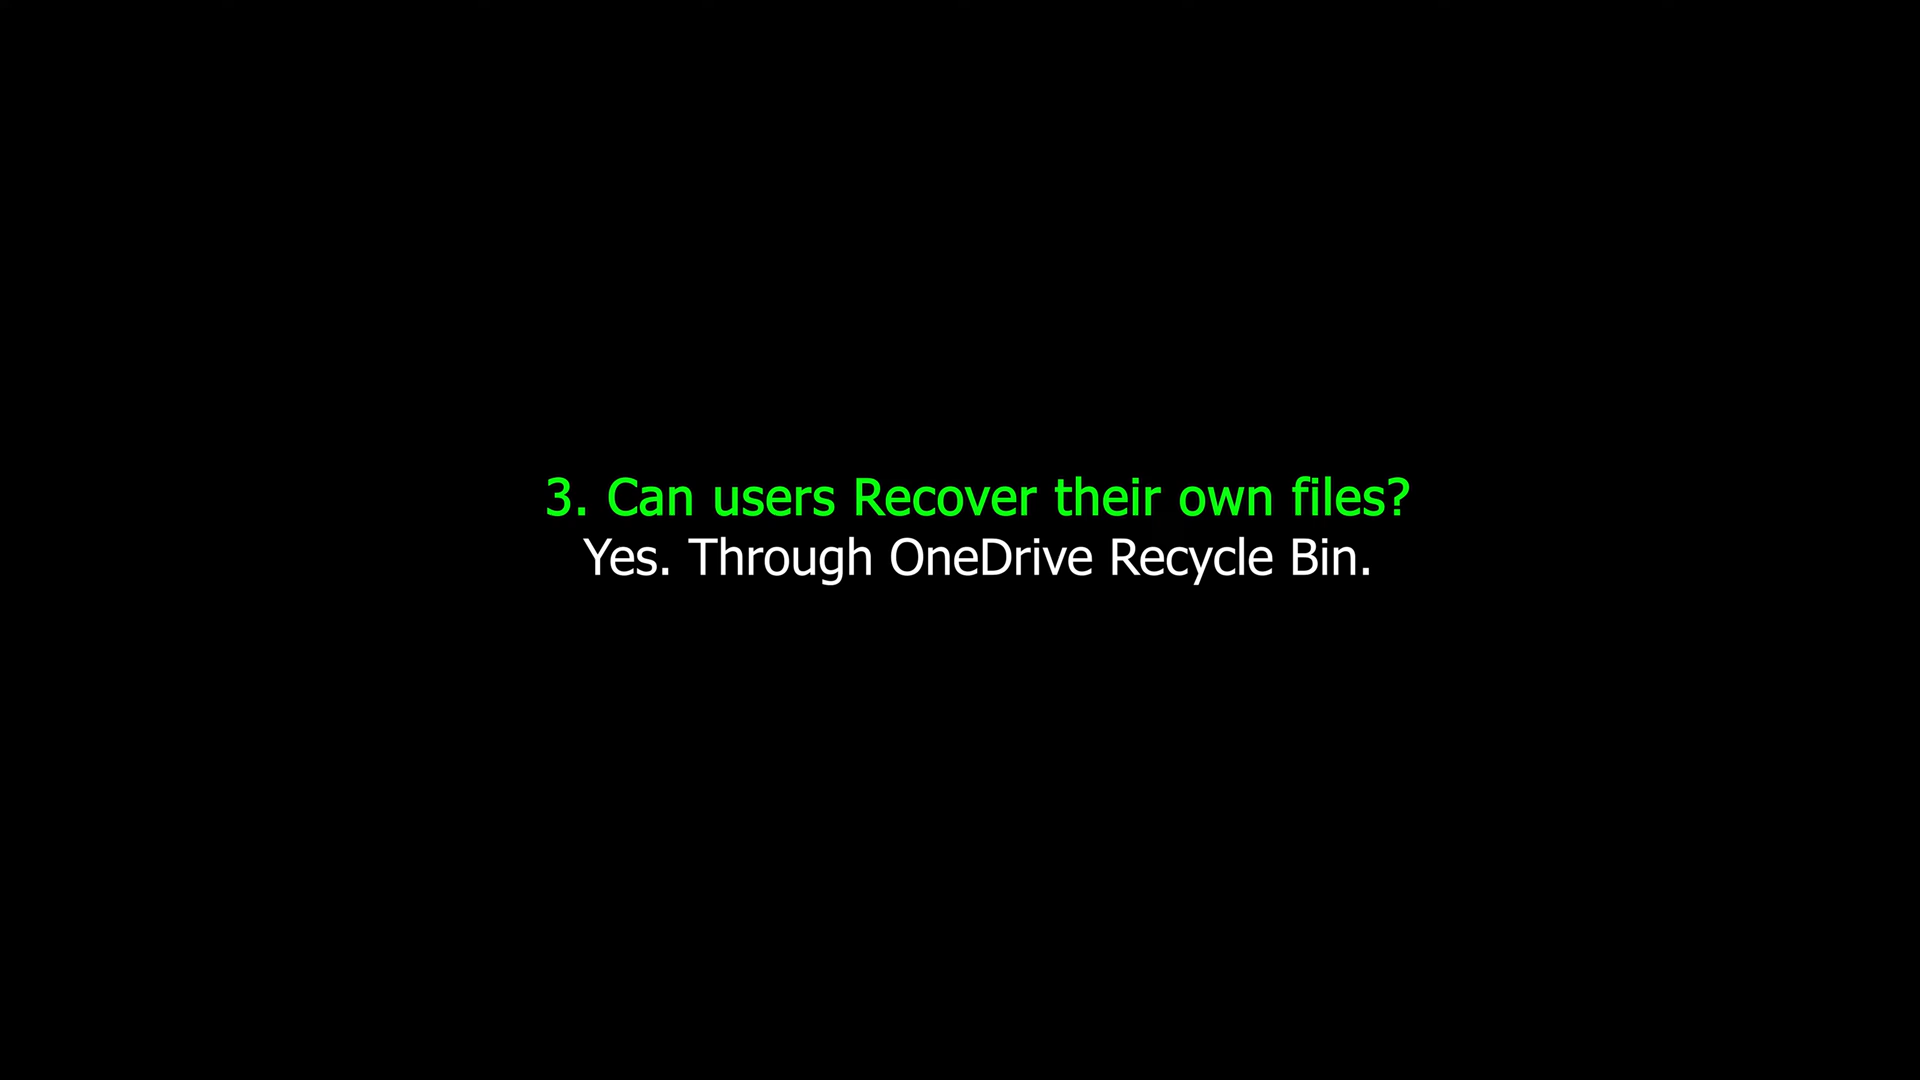 3. Can users Recover their own files?
Yes. Through OneDrive Recycle Bin.